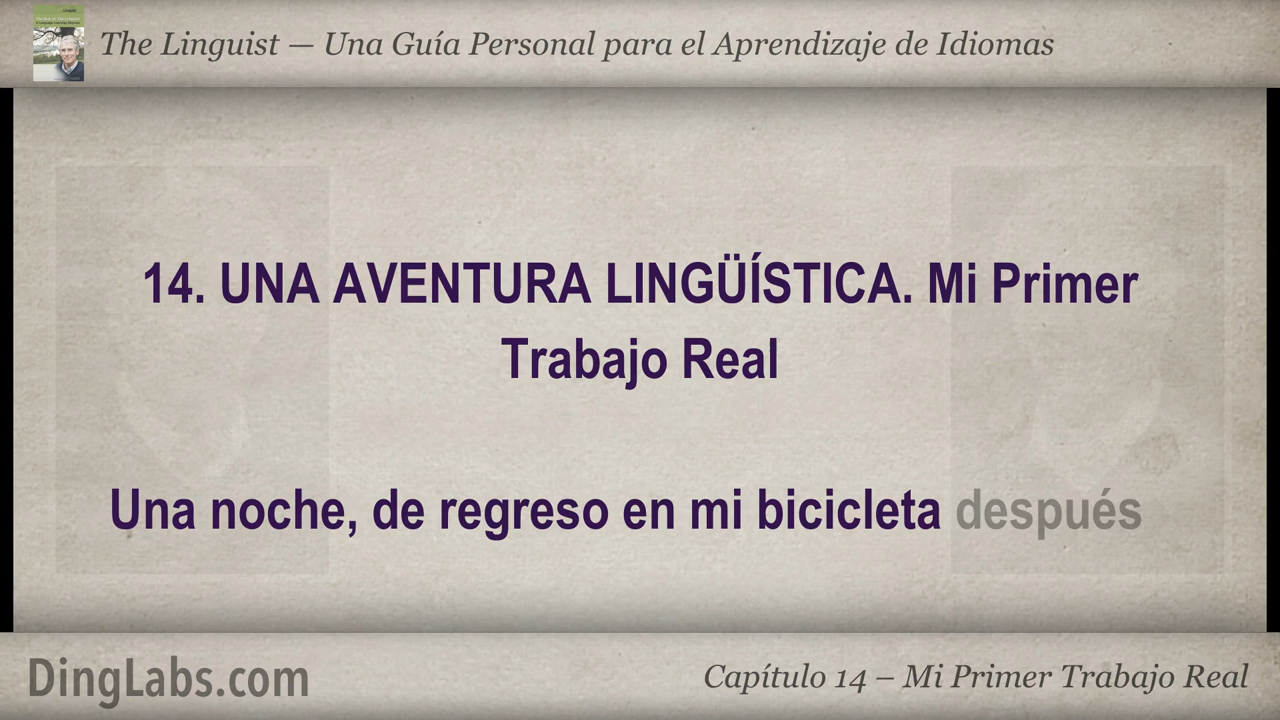 The Linguist — Una Guía Personal para el Aprendizaje de Idiomas
14. UNA AVENTURA LINGÜÍSTICA. Mi Primer
Trabajo Real
Una noche, de regreso en mi bicicleta después
DingLabs.com
Capítulo 14 – Mi Primer Trabajo Real